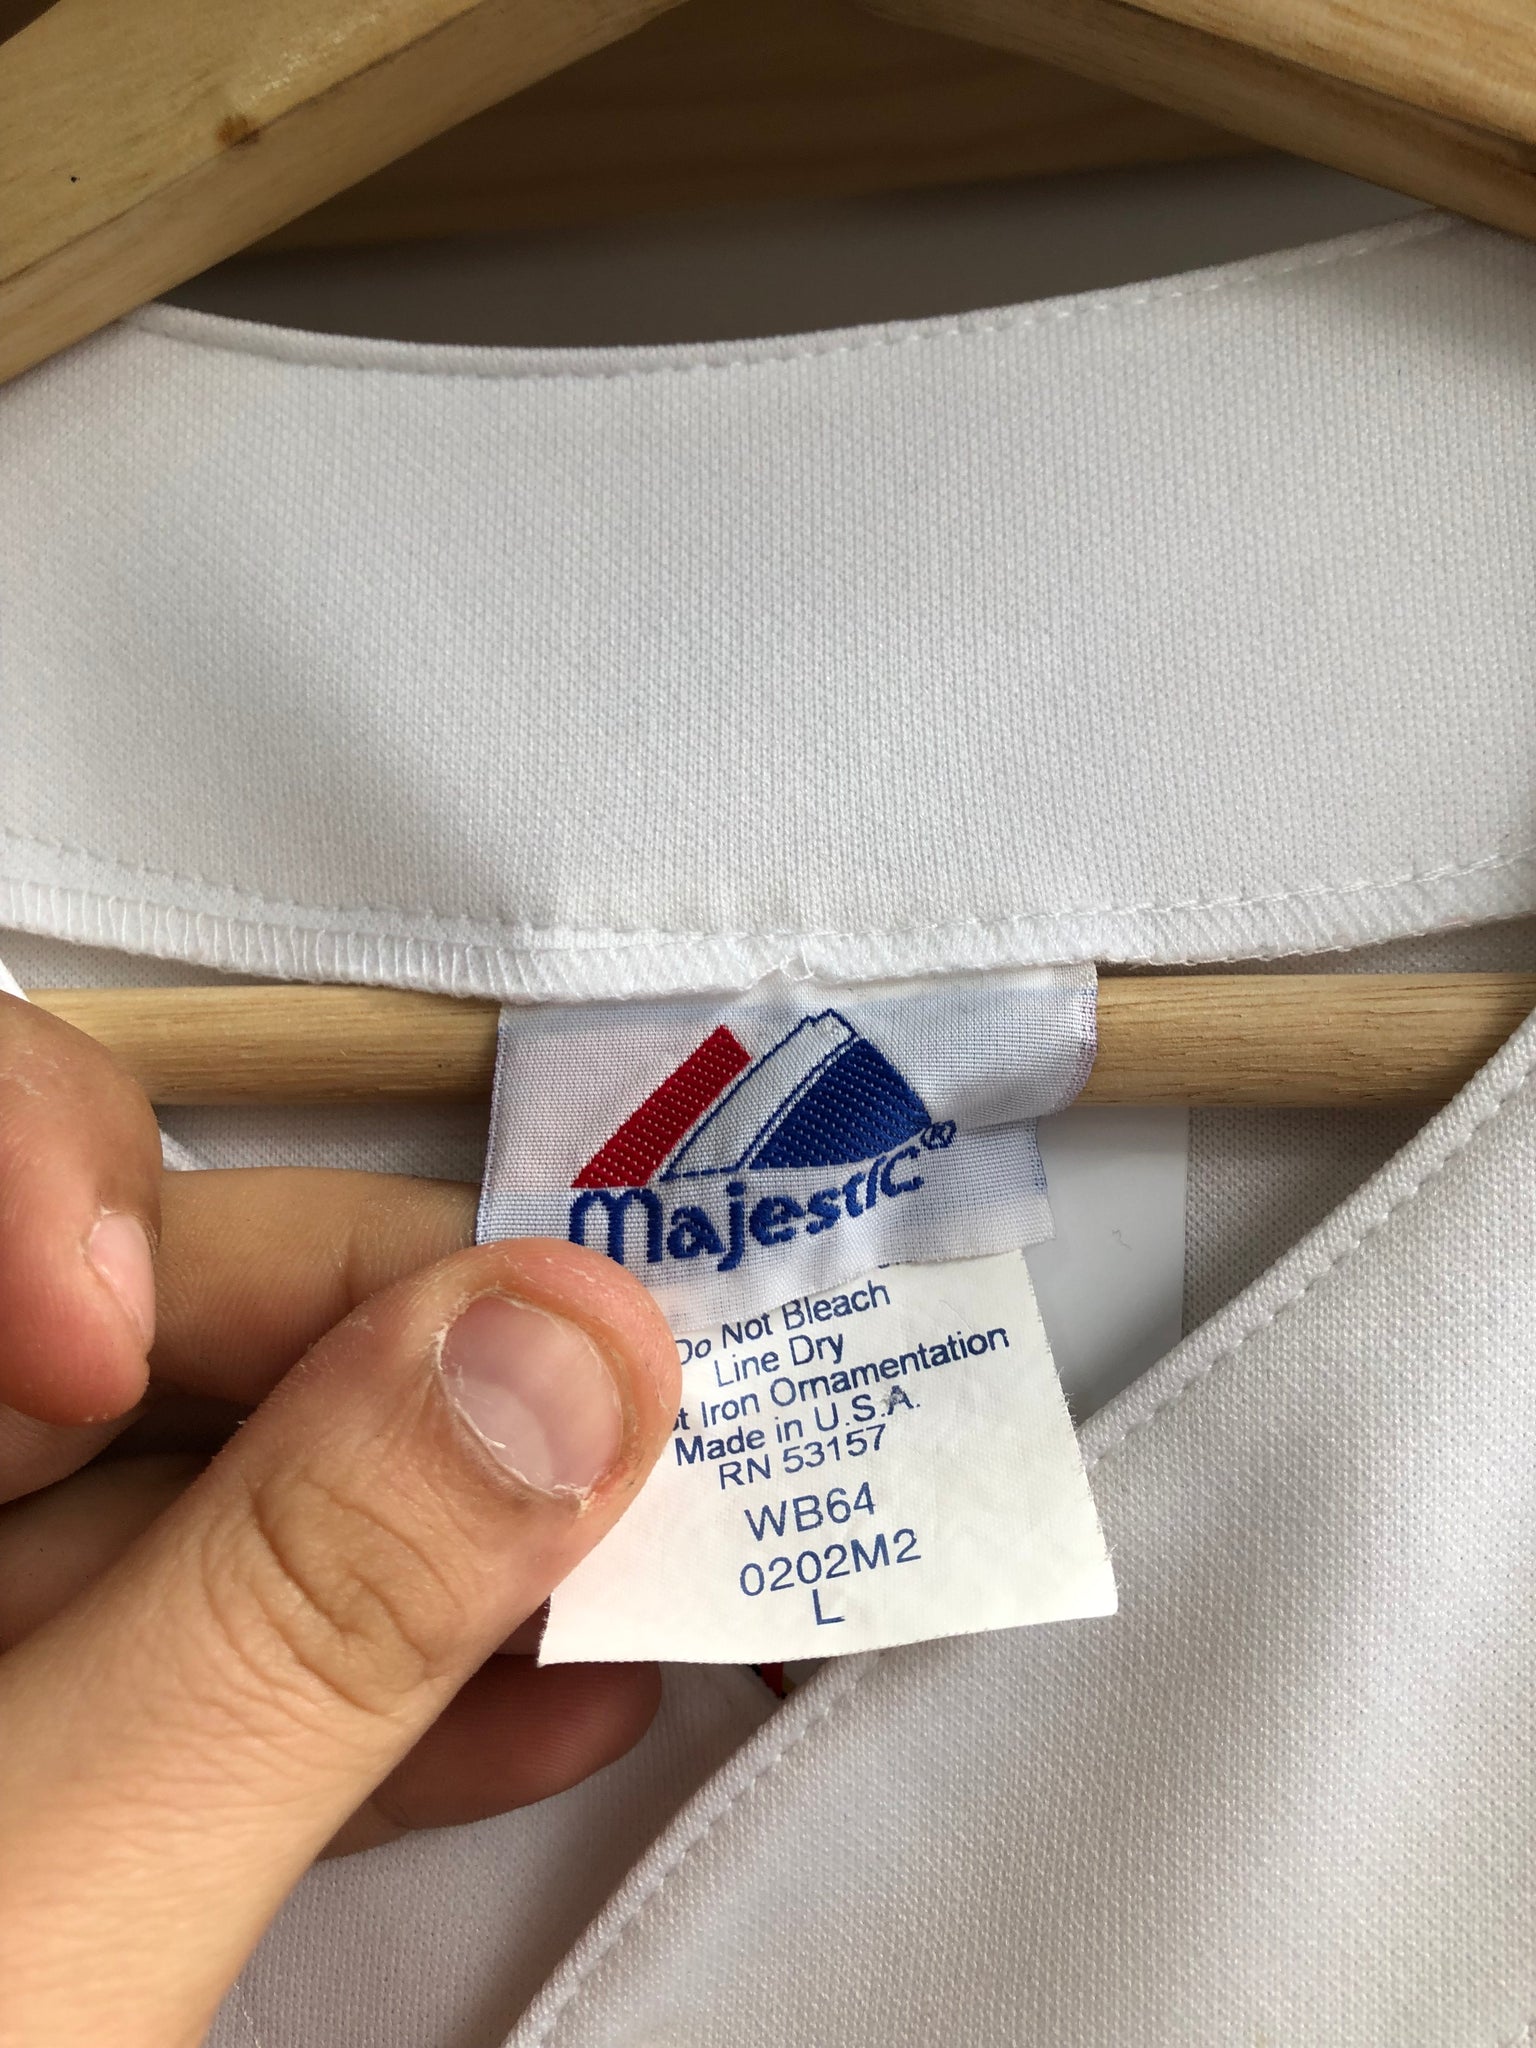 Majestic®
Do Not Bleach
Line Dry
Iron Ornamentation
Made in U.S.A.
RN 53157
WB64
0202M2
L